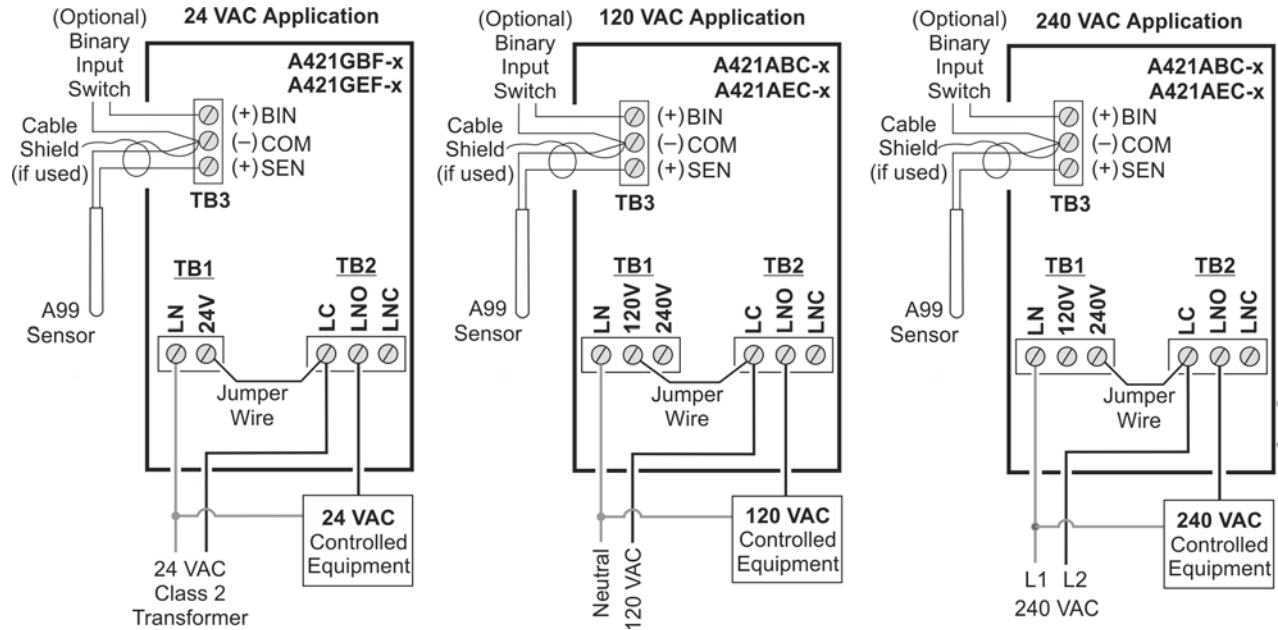 24 VAC Application
(Optional)
Binary
Input
Switch
A421GBF-x
A421GEF-x
Cable
Shield
(if used)
(+) BIN
(–) COM
(+) SEN
TB3
A99
Sensor
TB1
TB2
LN
24V
LC
LNO
LNC
Jumper
Wire
24 VAC
Controlled
Equipment
24 VAC
Class 2
Transformer
120 VAC Application
(Optional)
Binary
Input
Switch
A421ABC-x
A421AEC-x
Cable
Shield
(if used)
(+) BIN
(–) COM
(+) SEN
TB3
A99
Sensor
TB1
TB2
LN
120V
240V
LC
LNO
LNC
Jumper
Wire
120 VAC
Controlled
Equipment
Neutral
120 VAC
240 VAC Application
(Optional)
Binary
Input
Switch
A421ABC-x
A421AEC-x
Cable
Shield
(if used)
(+) BIN
(–) COM
(+) SEN
TB3
A99
Sensor
TB1
TB2
LN
120V
240V
LC
LNO
LNC
Jumper
Wire
240 VAC
Controlled
Equipment
L1 L2
240 VAC